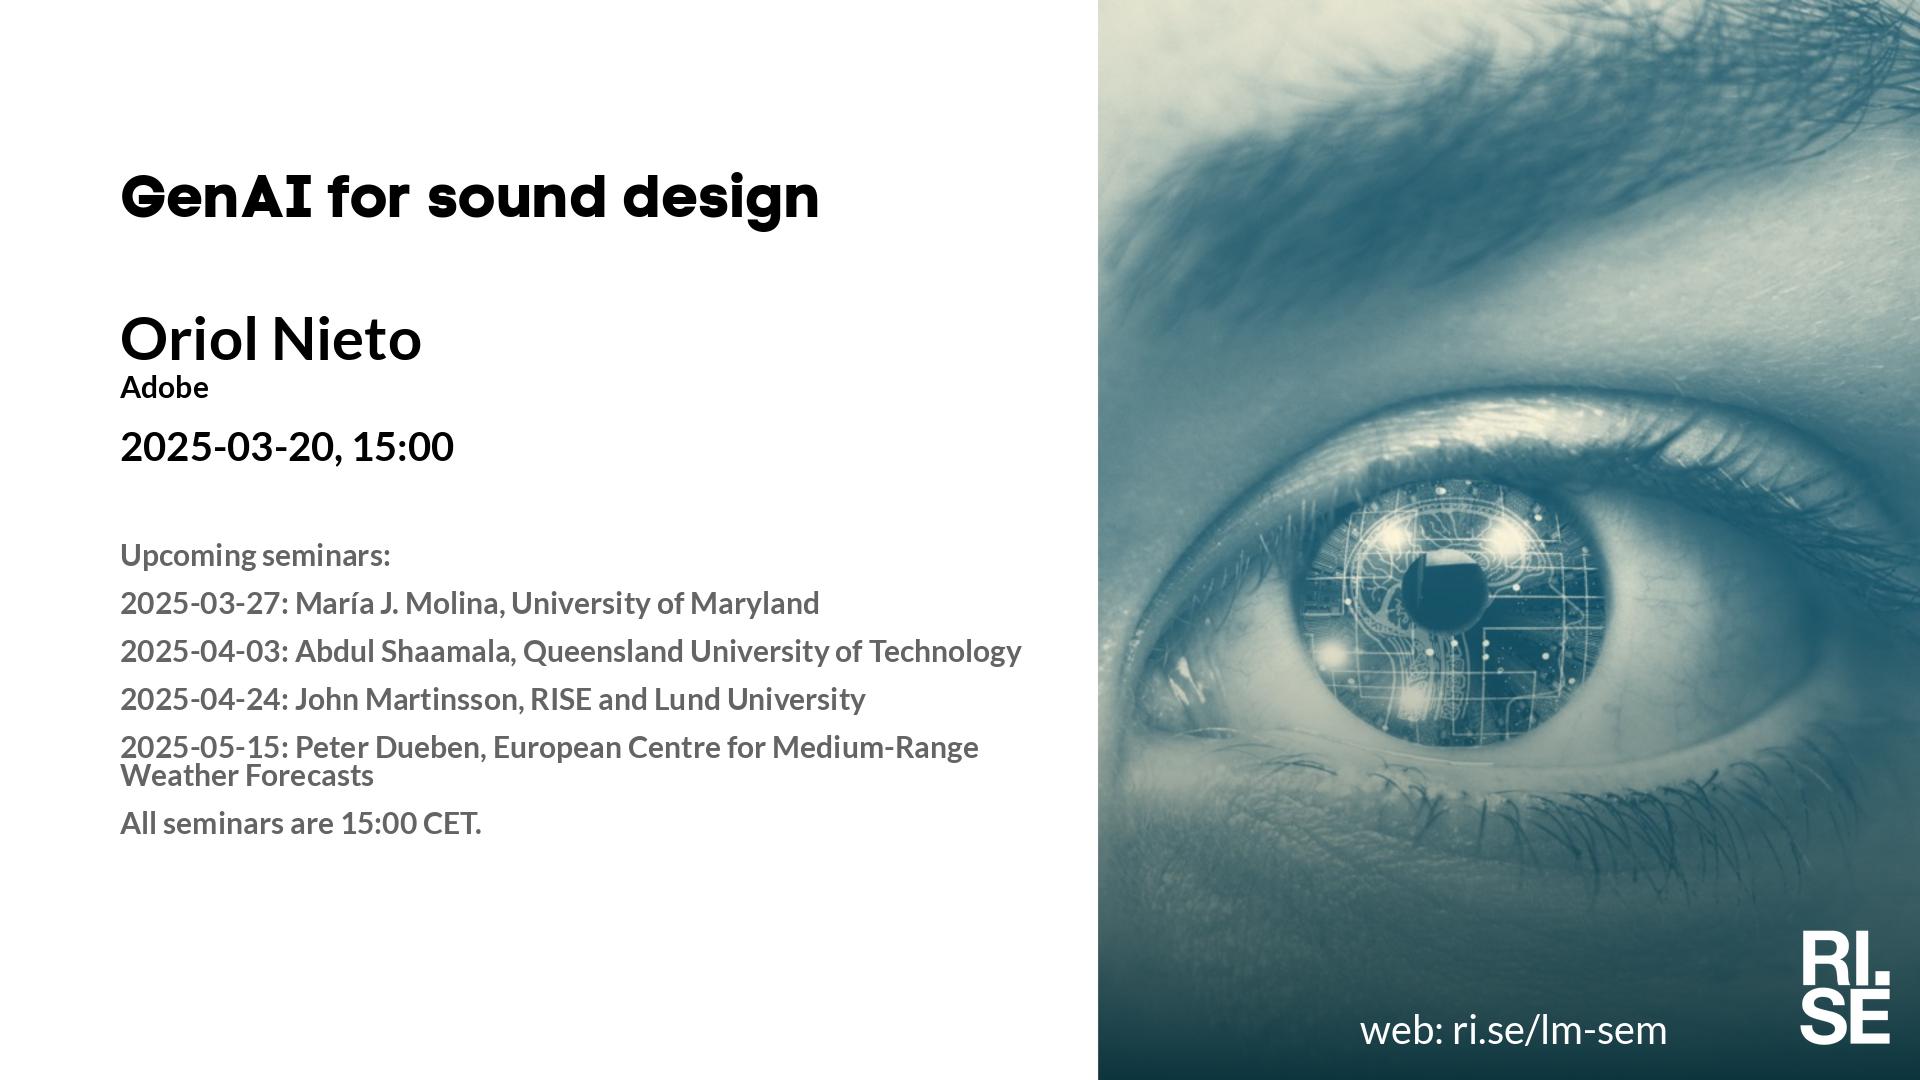 GenAI for sound design
Oriol Nieto
Adobe
2025-03-20, 15:00
Upcoming seminars:
2025-03-27: María J. Molina, University of Maryland
2025-04-03: Abdul Shaamala, Queensland University of Technology
2025-04-24: John Martinsson, RISE and Lund University
2025-05-15: Peter Dueben, European Centre for Medium-Range
Weather Forecasts
All seminars are 15:00 CET.
web: ri.se/lm-sem
RI.
SE